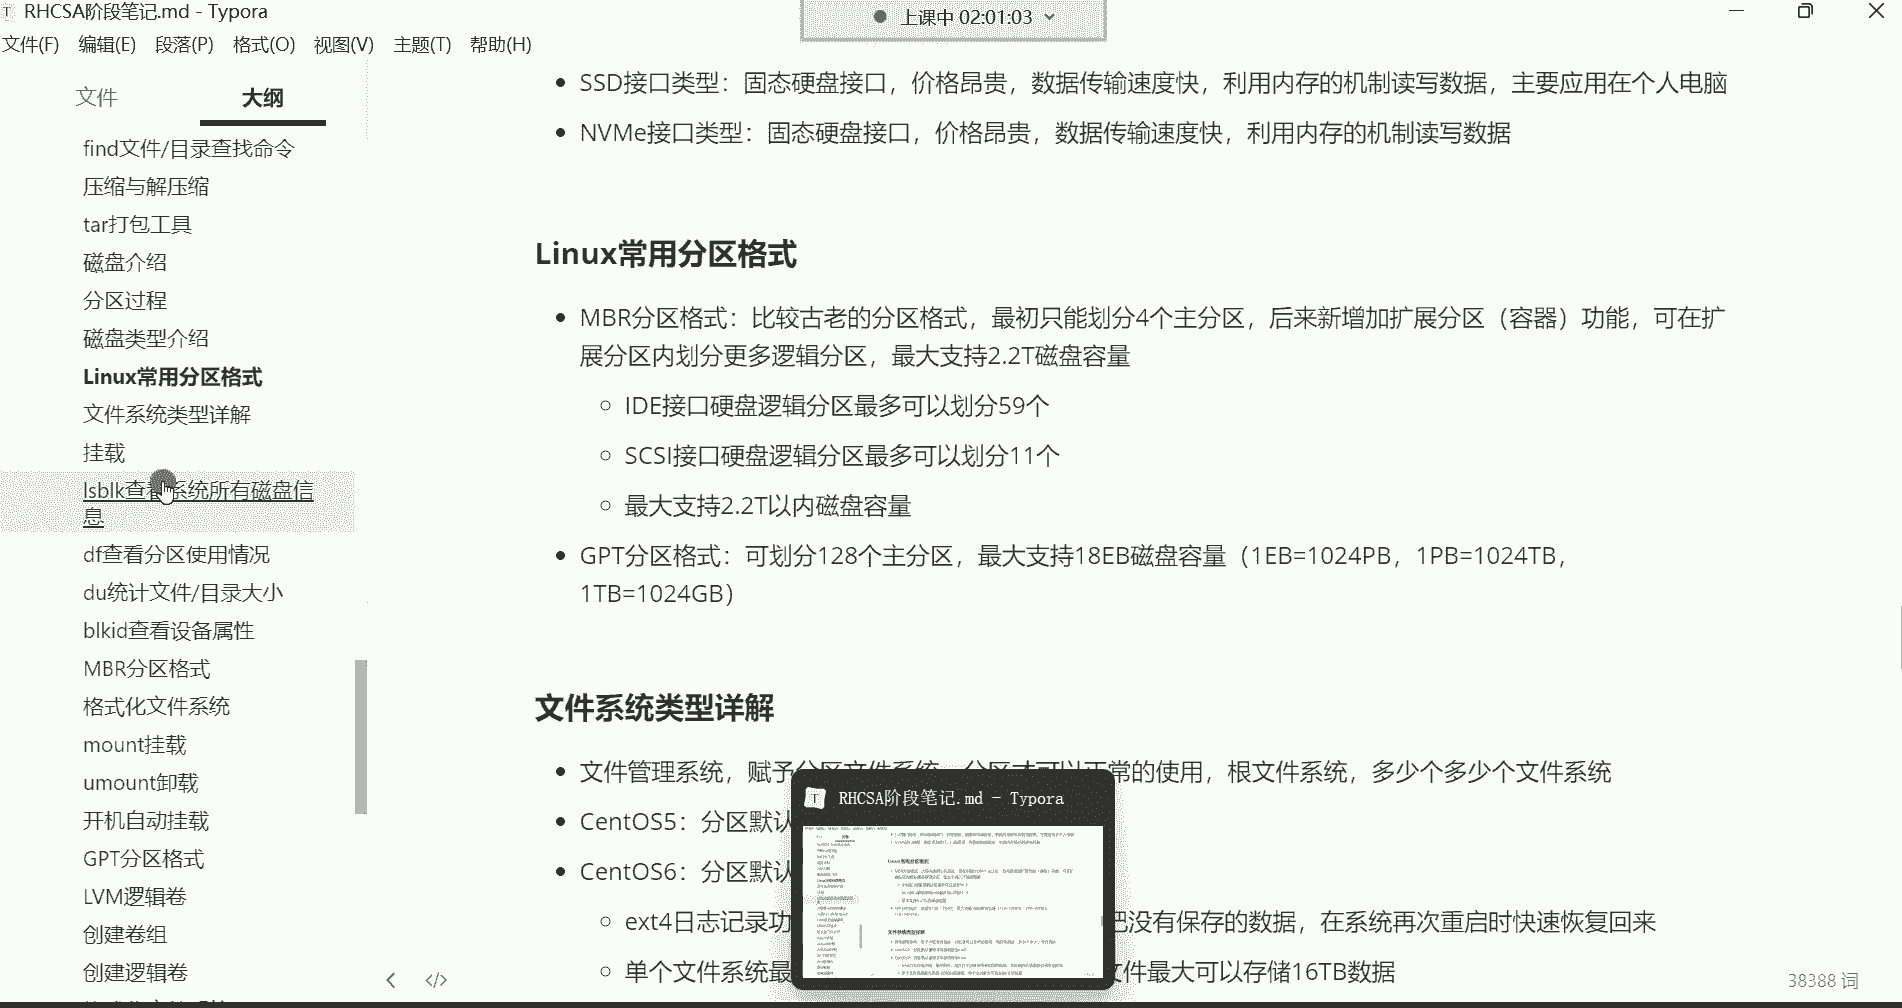 RHCSA阶段笔记.md - Typora
上课中 02:01:03
文件(F) 编辑(E) 段落(P) 格式(O) 视图(V) 主题(T) 帮助(H)
文件 大纲
find文件/目录查找命令
压缩与解压缩
tar打包工具
磁盘介绍
分区过程
磁盘类型介绍
Linux常用分区格式
文件系统类型详解
挂载
lsblk查看系统所有磁盘信
息
df查看分区使用情况
du统计文件/目录大小
blkid查看设备属性
MBR分区格式
格式化文件系统
mount挂载
umount卸载
开机自动挂载
GPT分区格式
LVM逻辑卷
创建卷组
创建逻辑卷
SSD接口类型：固态硬盘接口，价格昂贵，数据传输速度快，利用内存的机制读写数据，主要应用在个人电脑
NVMe接口类型：固态硬盘接口，价格昂贵，数据传输速度快，利用内存的机制读写数据
Linux常用分区格式
MBR分区格式：比较古老的分区格式，最初只能划分4个主分区，后来新增加扩展分区（容器）功能，可在扩
展分区内划分更多逻辑分区，最大支持2.2T磁盘容量
IDE接口硬盘逻辑分区最多可以划分59个
SCSI接口硬盘逻辑分区最多可以划分11个
最大支持2.2T以内磁盘容量
GPT分区格式：可划分128个主分区，最大支持18EB磁盘容量（1EB=1024PB，1PB=1024TB，
1TB=1024GB）
文件系统类型详解
文件管理系统，赋予分区文件系统，分区才可以正常的使用，根文件系统，多少个多少个文件系统
CentOS5：分区默认
CentOS6：分区默认
ext4日志记录功 把没有保存的数据，在系统再次重启时快速恢复回来
单个文件系统最 文件最大可以存储16TB数据
RHCSA阶段笔记.md - Typora
38388 词